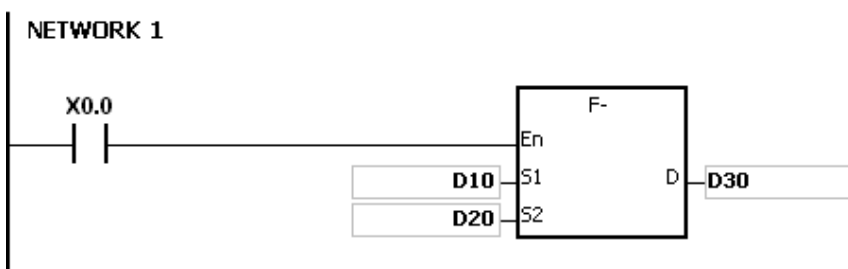 NETWORK 1
X0.0
F-
En
D10 S1 D D30
D20 S2